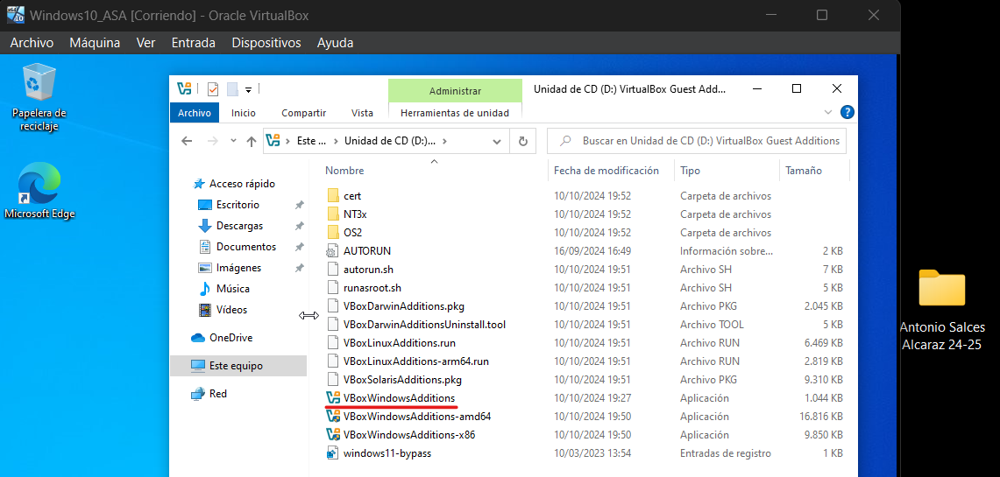 Windows10_ASA [Corriendo] - Oracle VirtualBox
Archivo Máquina Ver Entrada Dispositivos Ayuda
Papelera de
reciclaje
Microsoft Edge
Administrar
Unidad de CD (D:) VirtualBox Guest Add...
Archivo Inicio Compartir Vista Herramientas de unidad
Este ... Unidad de CD (D:)...
Buscar en Unidad de CD (D:) VirtualBox Guest Additions
Acceso rápido
Escritorio
Descargas
Documentos
Imágenes
Música
Vídeos
OneDrive
Este equipo
Red
Nombre Fecha de modificación Tipo Tamaño
cert 10/10/2024 19:52 Carpeta de archivos
NT3x 10/10/2024 19:52 Carpeta de archivos
OS2 10/10/2024 19:52 Carpeta de archivos
AUTORUN 16/09/2024 16:49 Información sobre... 2 KB
autorun.sh 10/10/2024 19:51 Archivo SH 7 KB
runasroot.sh 10/10/2024 19:51 Archivo SH 5 KB
VBoxDarwinAdditions.pkg 10/10/2024 19:51 Archivo PKG 2.045 KB
VBoxDarwinAdditionsUninstall.tool 10/10/2024 19:51 Archivo TOOL 5 KB
VBoxLinuxAdditions.run 10/10/2024 19:51 Archivo RUN 6.469 KB
VBoxLinuxAdditions-arm64.run 10/10/2024 19:51 Archivo RUN 2.819 KB
VBoxSolarisAdditions.pkg 10/10/2024 19:51 Archivo PKG 9.310 KB
VBoxWindowsAdditions 10/10/2024 19:27 Aplicación 1.044 KB
VBoxWindowsAdditions-amd64 10/10/2024 19:50 Aplicación 16.816 KB
VBoxWindowsAdditions-x86 10/10/2024 19:50 Aplicación 9.850 KB
windows11-bypass 10/03/2023 13:54 Entradas de registro 1 KB
Antonio Salces
Alcaraz 24-25